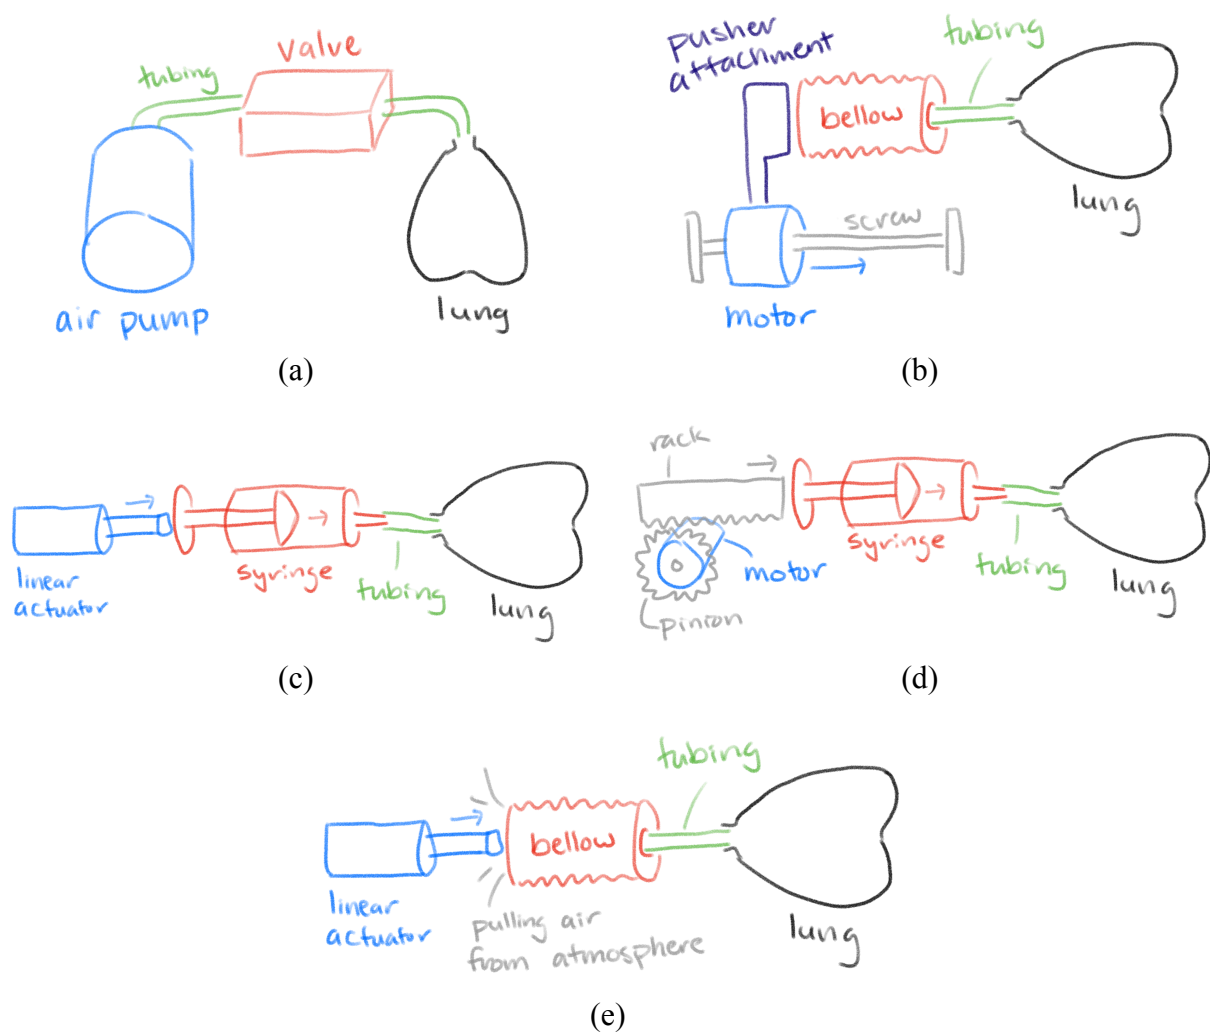 valve
tubing
air pump
lung
(a)
pusher
attachment
tubing
bellow
lung
screw
motor
(b)
linear
actuator
syringe
tubing
lung
(c)
rack
motor
pinion
syringe
tubing
lung
(d)
tubing
bellow
linear
actuator
pulling air
from atmosphere
lung
(e)